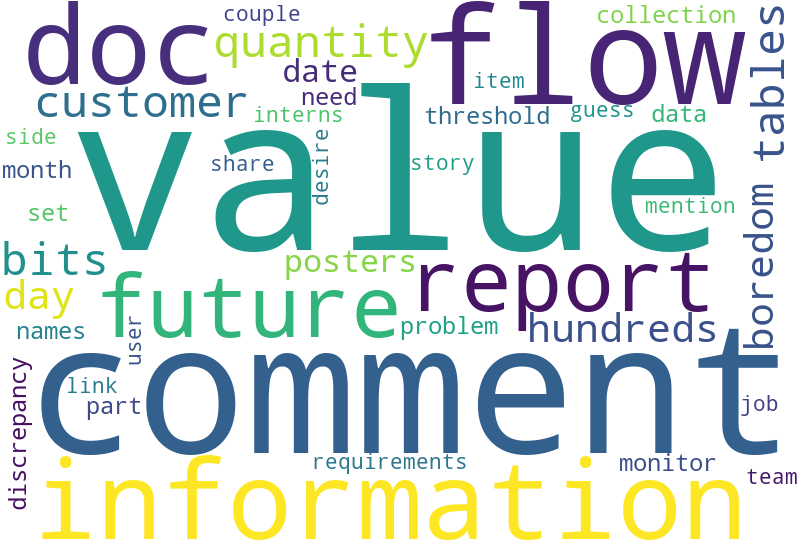 couple
collection
doc
flow
quantity
tables
date
item
customer
need
interns
threshold
guess
data
side
value
month
share
desire
story
set
mention
boredom
bits
posters
report
day
future
names
user
problem
hundreds
discrepancy
comment
link
part
job
requirements
monitor
information
team